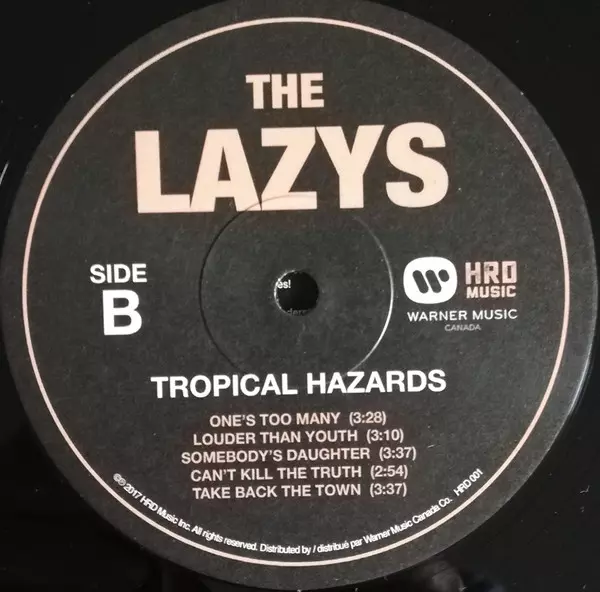 THE
LAZYS
SIDE
B
es!
HRD
MUSIC
WARNER MUSIC
CANADA
TROPICAL HAZARDS
ONE'S TOO MANY (3:28)
LOUDER THAN YOUTH (3:10)
SOMEBODY'S DAUGHTER (3:37)
CAN'T KILL THE TRUTH (2:54)
TAKE BACK THE TOWN (3:37)
©℗ 2017 HRD Music Inc. All rights reserved. Distributed by / distribué par Warner Music Canada Co. HRD 001